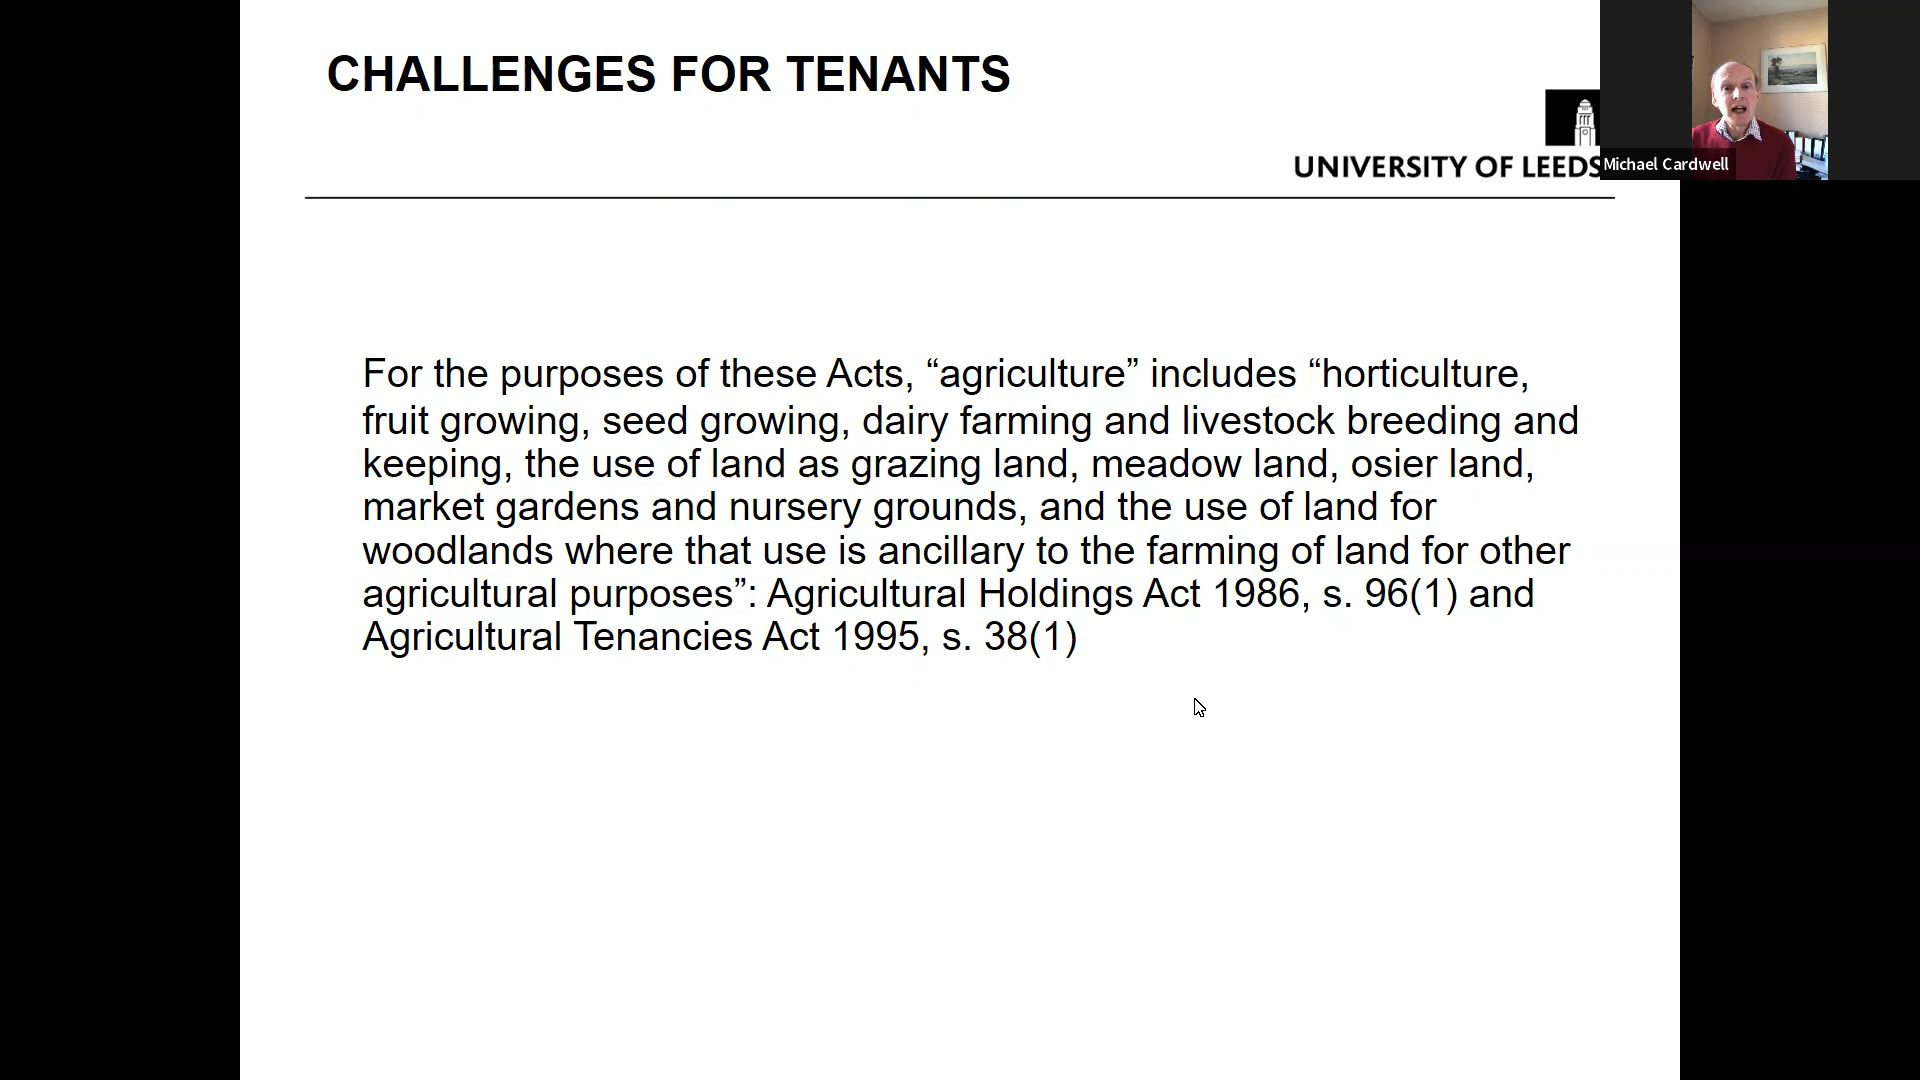 CHALLENGES FOR TENANTS
UNIVERSITY OF LEEDS
Michael Cardwell
For the purposes of these Acts, “agriculture” includes “horticulture,
fruit growing, seed growing, dairy farming and livestock breeding and
keeping, the use of land as grazing land, meadow land, osier land,
market gardens and nursery grounds, and the use of land for
woodlands where that use is ancillary to the farming of land for other
agricultural purposes”: Agricultural Holdings Act 1986, s. 96(1) and
Agricultural Tenancies Act 1995, s. 38(1)